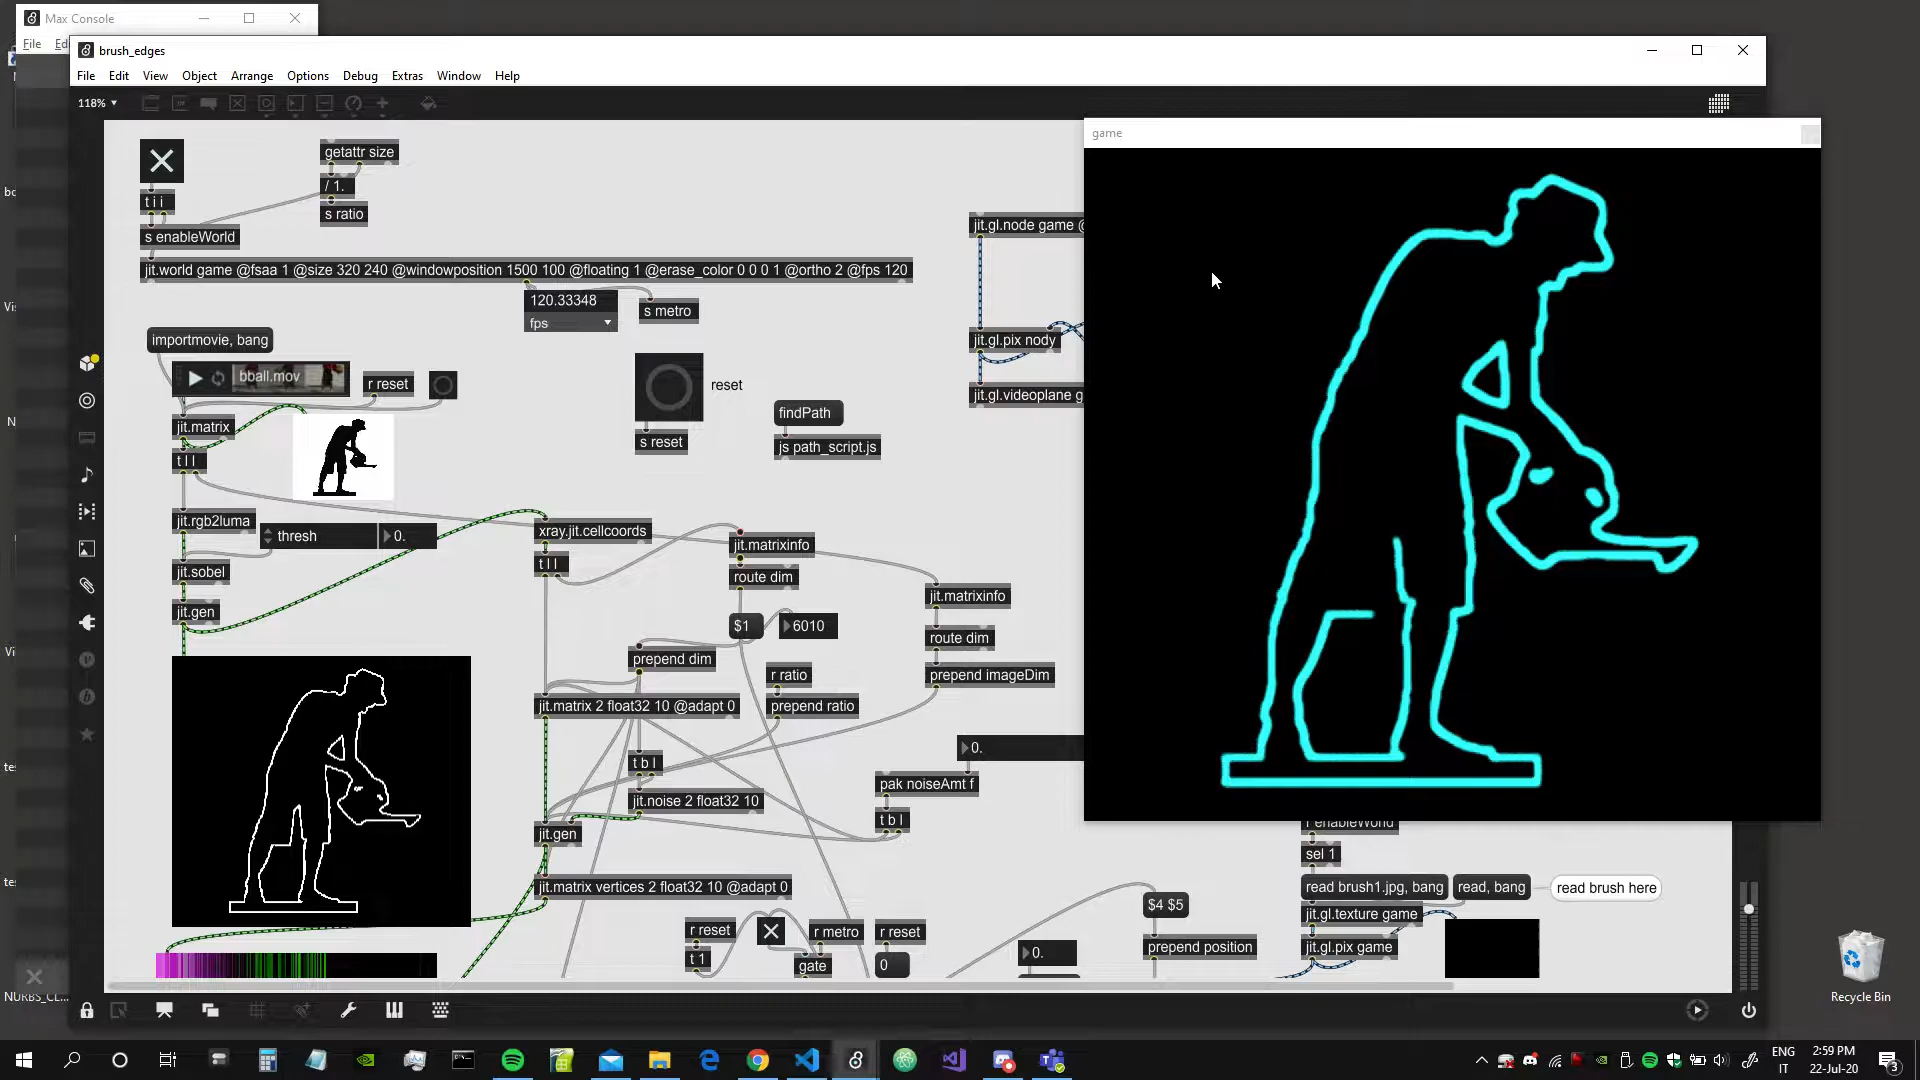 Max Console
File
brush_edges
File Edit View Object Arrange Options Debug Extras Window Help
118%
game
getattr size
/ 1.
t i i
s ratio
s enableWorld
jit.gl.node game @
jit.world game @fsaa 1 @size 320 240 @windowposition 1500 100 @floating 1 @erase_color 0 0 0 1 @ortho 2 @fps 120
120.33348
fps
s metro
importmovie, bang
jit.gl.pix nody
bball.mov
r reset
reset
jit.gl.videoplane g
jit.matrix
findPath
s reset
js path_script.js
t l l
jit.rgb2luma
thresh
0.
xray.jit.cellcoords
jit.matrixinfo
t l l
jit.sobel
route dim
jit.matrixinfo
jit.gen
$1
6010
route dim
prepend dim
r ratio
prepend imageDim
jit.matrix 2 float32 10 @adapt 0
prepend ratio
0.
t b l
pak noiseAmt f
jit.noise 2 float32 10
t b l
jit.gen
r enableWorld
sel 1
jit.matrix vertices 2 float32 10 @adapt 0
read brush1.jpg, bang
read, bang
read brush here
$4 $5
jit.gl.texture game
r reset
r metro
r reset
prepend position
jit.gl.pix game
t 1
gate
0
0.
NURBS_CL...
Recycle Bin
ENG
IT
2:59 PM
22-Jul-20
3